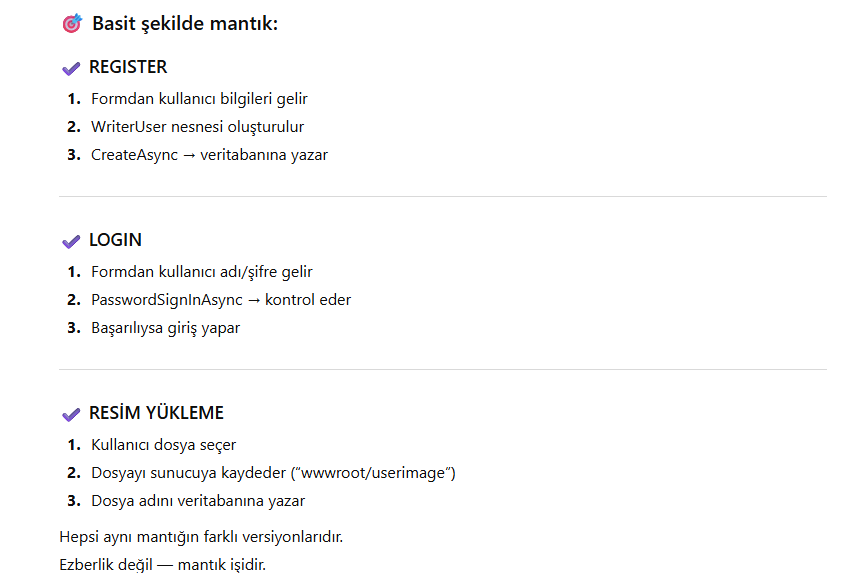 🎯 Basit şekilde mantık:
✔ REGISTER
1. Formdan kullanıcı bilgileri gelir
2. WriterUser nesnesi oluşturulur
3. CreateAsync → veritabanına yazar
✔ LOGIN
1. Formdan kullanıcı adı/şifre gelir
2. PasswordSignInAsync → kontrol eder
3. Başarılıysa giriş yapar
✔ RESİM YÜKLEME
1. Kullanıcı dosya seçer
2. Dosyayı sunucuya kaydeder (“wwwroot/userimage”)
3. Dosya adını veritabanına yazar
Hepsi aynı mantığın farklı versiyonlarıdır.
Ezberlik değil — mantık işidir.